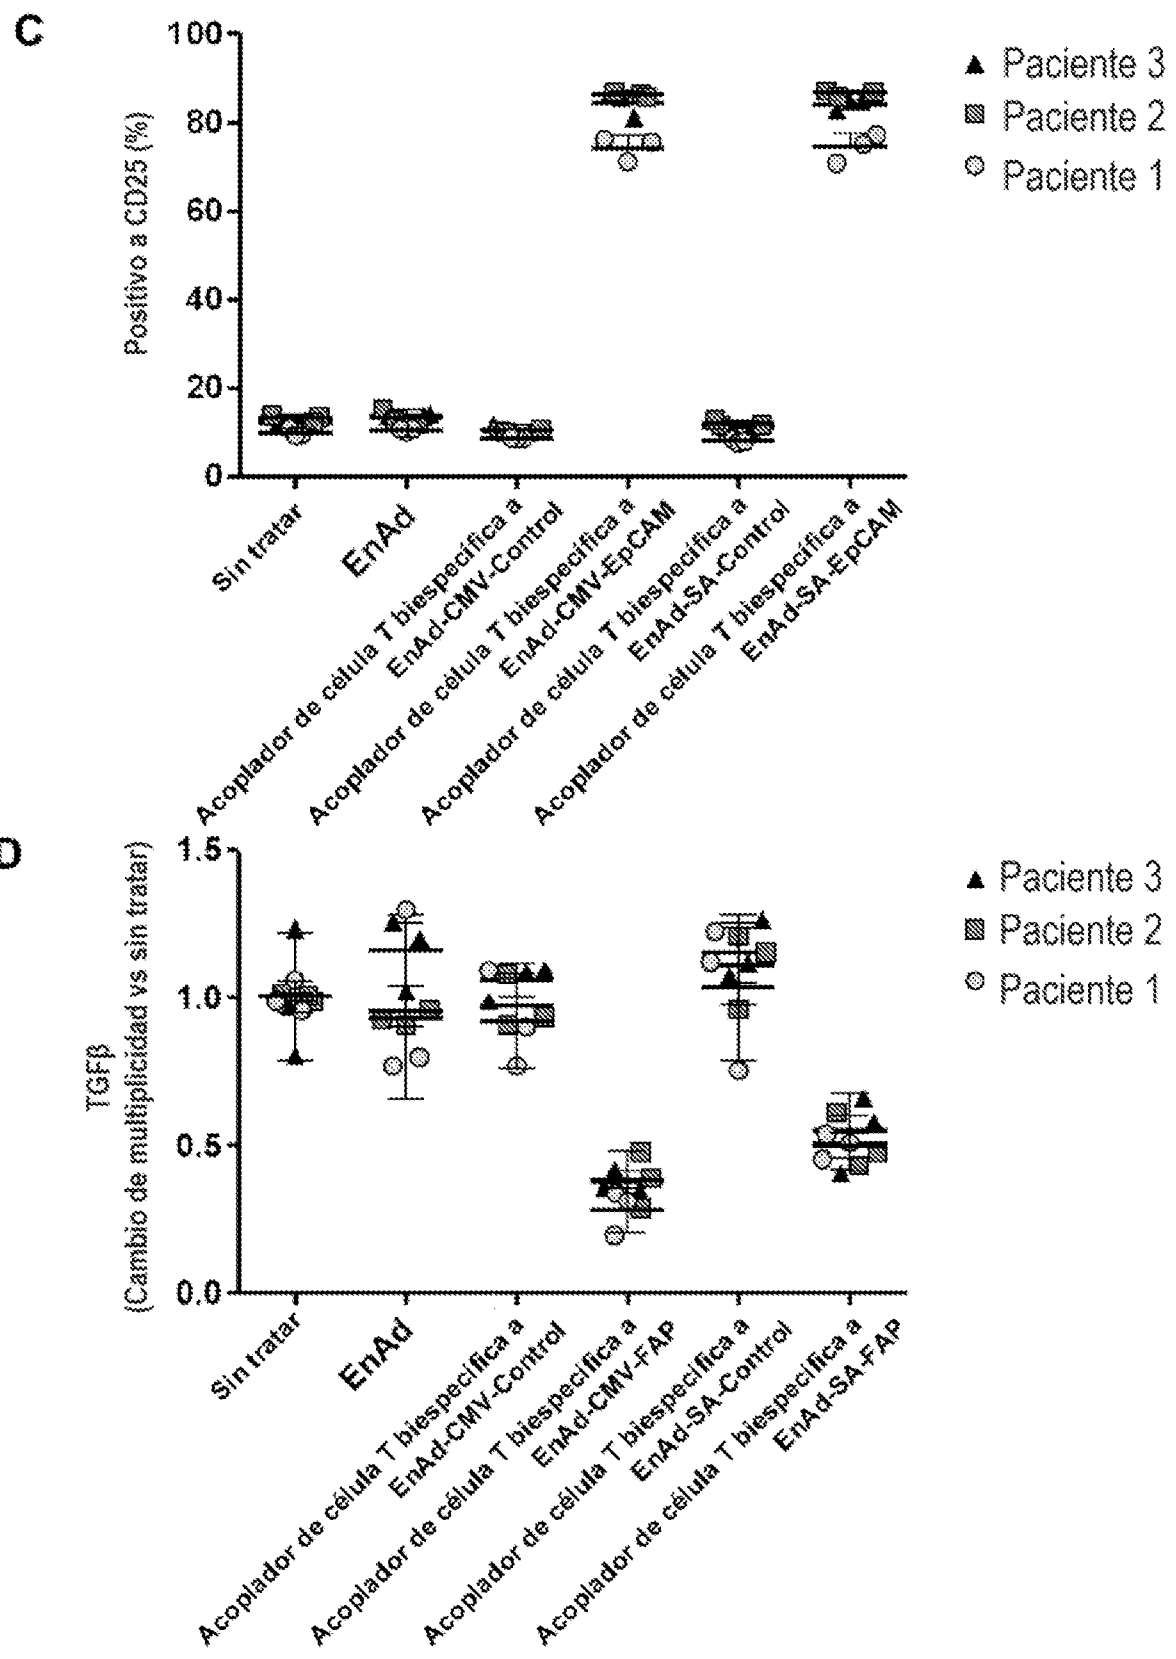 C
100
80
60
40
20
0
Positivo a CD25 (%)
Paciente 3
Paciente 2
Paciente 1
Sin tratar
EnAd
Acoplador de célula T biespecífica a
EnAd-CMV-Control
Acoplador de célula T biespecífica a
EnAd-CMV-EpCAM
Acoplador de célula T biespecífica a
EnAd-SA-Control
Acoplador de célula T biespecífica a
EnAd-SA-EpCAM
D
1.5
1.0
0.5
0.0
TGFβ
(Cambio de multiplicidad vs sin tratar)
Paciente 3
Paciente 2
Paciente 1
Sin tratar
EnAd
Acoplador de célula T biespecífica a
EnAd-CMV-Control
Acoplador de célula T biespecífica a
EnAd-CMV-FAP
Acoplador de célula T biespecífica a
EnAd-SA-Control
Acoplador de célula T biespecífica a
EnAd-SA-FAP